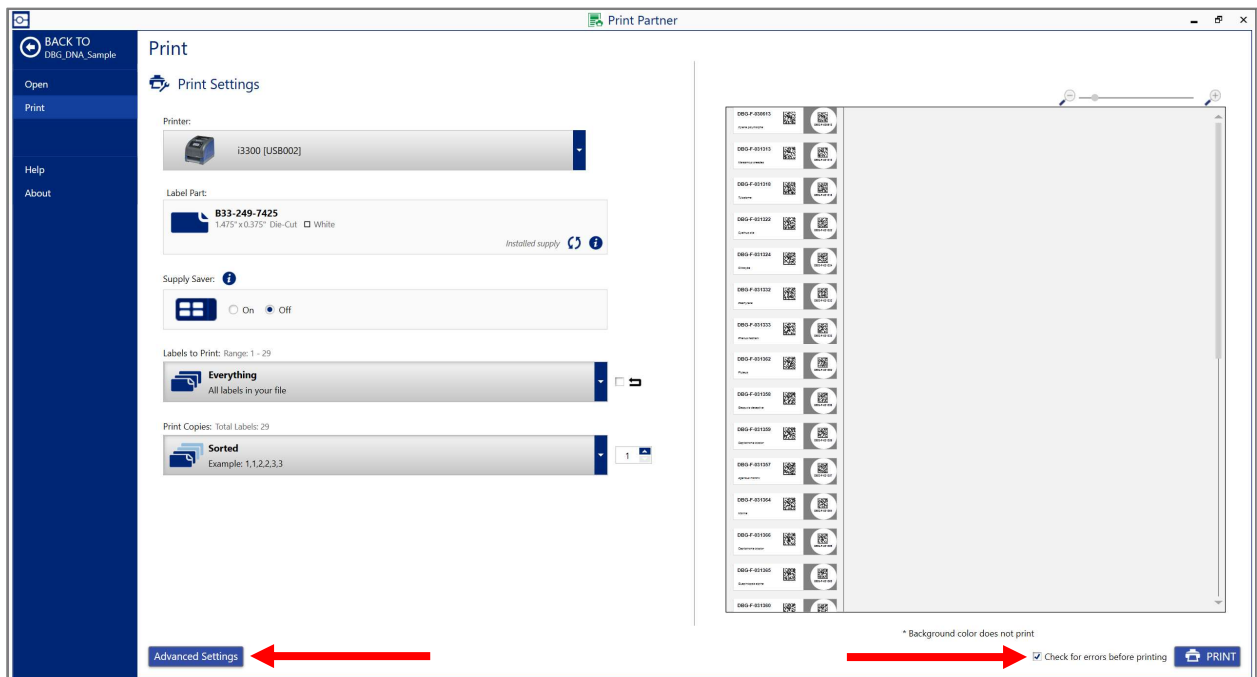 Print Partner
BACK TO
DBG_DNA_Sample
Open
Print
Help
About
Print
Print Settings
Printer:
i3300 [USB002]
Label Part:
B33-249-7425
1.475" x 0.375" Die-Cut White
Installed supply
Supply Saver:
On Off
Labels to Print: Range: 1 - 29
Everything
All labels in your file
Print Copies: Total Labels: 29
Sorted
Example: 1,1,2,2,3,3
1
Advanced Settings
DBG-F-030613
DBG-F-031313
DBG-F-031318
DBG-F-031322
DBG-F-031324
DBG-F-031332
DBG-F-031333
DBG-F-031362
DBG-F-031358
DBG-F-031359
DBG-F-031357
DBG-F-031364
DBG-F-031366
DBG-F-031365
DBG-F-031360
* Background color does not print
Check for errors before printing
PRINT